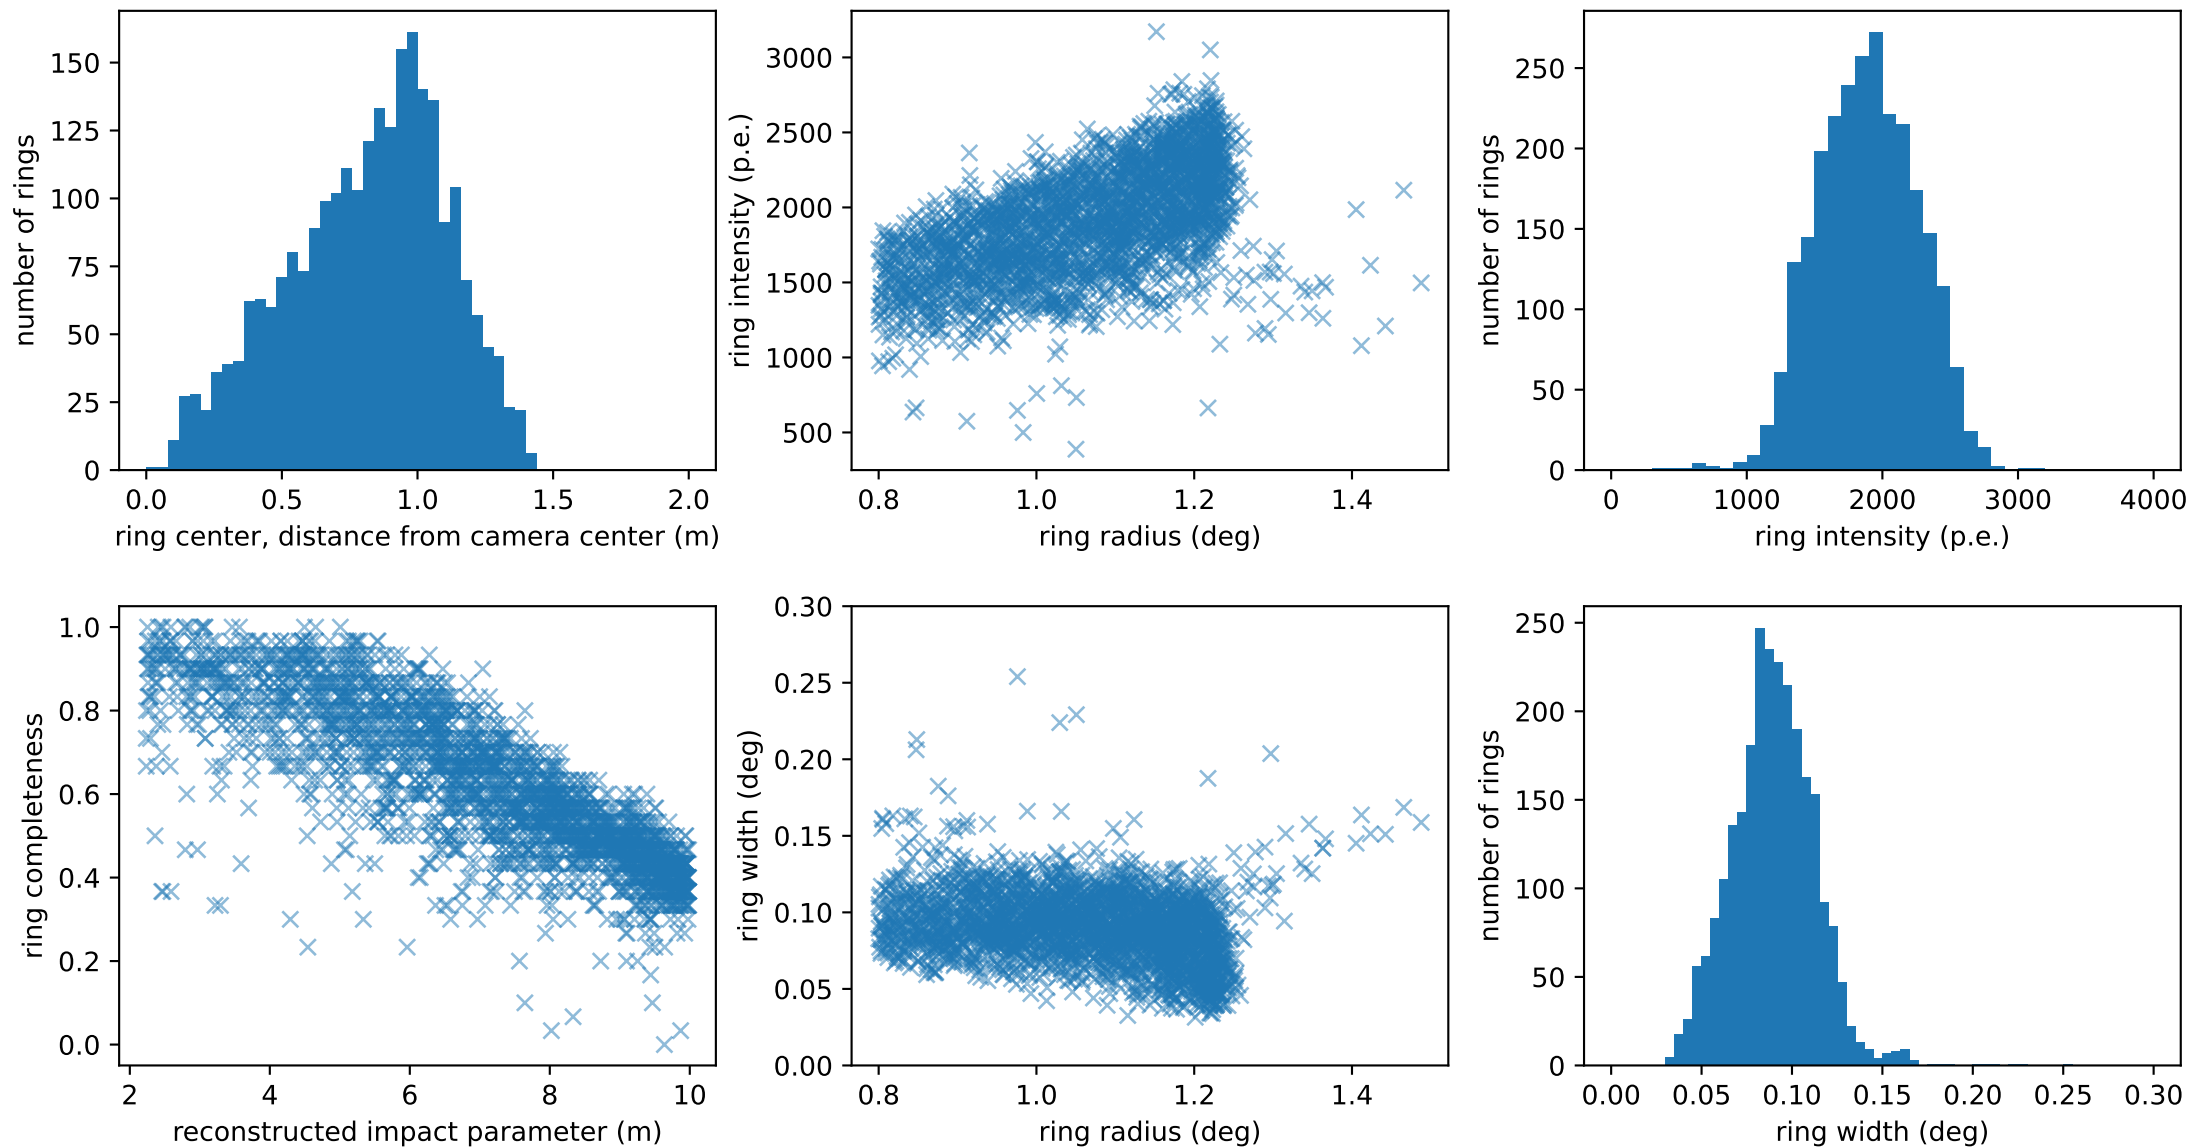 number of rings
150
125
100
75
50
25
0
0.0 0.5 1.0 1.5 2.0
ring center, distance from camera center (m)
ring intensity (p.e.)
3000
2500
2000
1500
1000
500
0.8 1.0 1.2 1.4
ring radius (deg)
number of rings
250
200
150
100
50
0
0 1000 2000 3000 4000
ring intensity (p.e.)
ring completeness
1.0
0.8
0.6
0.4
0.2
0.0
2 4 6 8 10
reconstructed impact parameter (m)
ring width (deg)
0.30
0.25
0.20
0.15
0.10
0.05
0.00
0.8 1.0 1.2 1.4
ring radius (deg)
number of rings
250
200
150
100
50
0
0.00 0.05 0.10 0.15 0.20 0.25 0.30
ring width (deg)